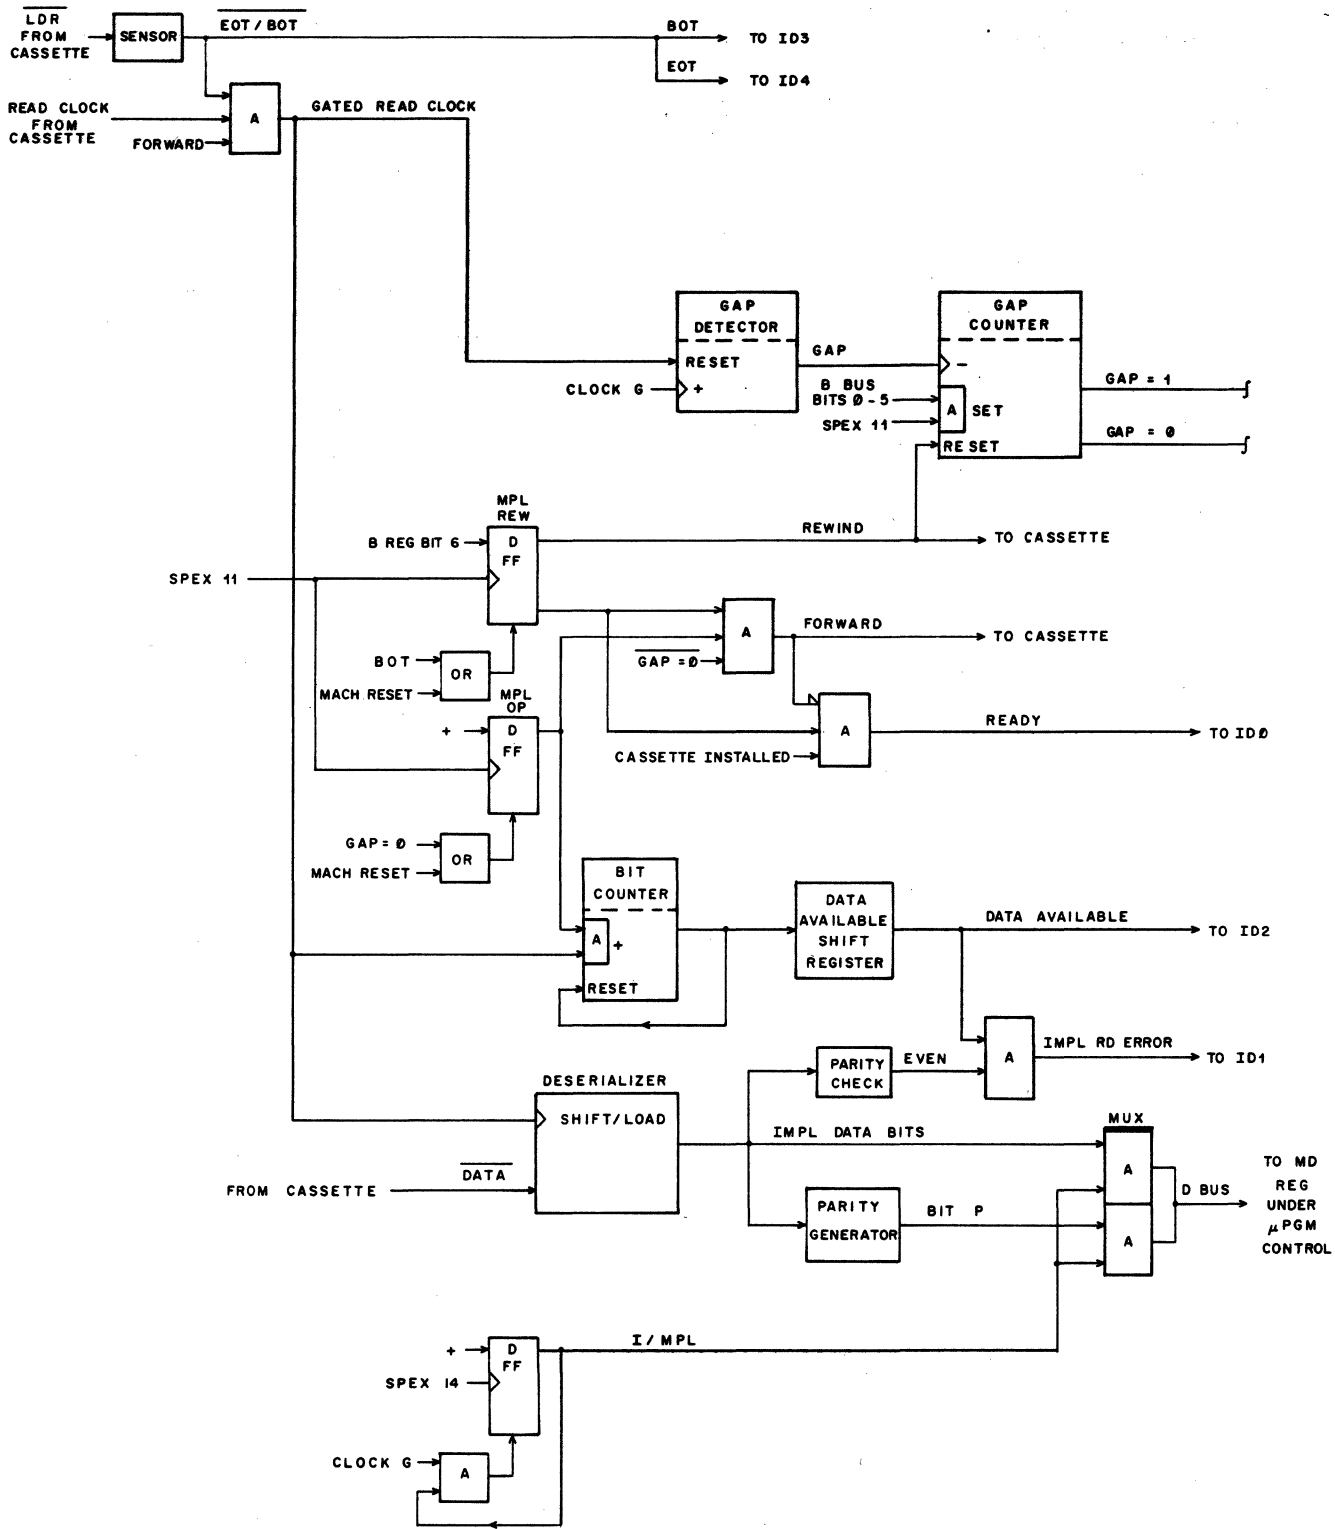 LDR
FROM
CASSETTE
SENSOR
EOT / BOT
BOT
TO ID3
EOT
TO ID4
READ CLOCK
FROM
CASSETTE
FORWARD
A
GATED READ CLOCK
GAP
DETECTOR
RESET
CLOCK G
+
GAP
GAP
COUNTER
-
B BUS
BITS Ø - 5
SPEX 11
A
SET
RESET
GAP = 1
GAP = Ø
MPL
REW
B REG BIT 6
D
FF
SPEX 11
REWIND
TO CASSETTE
BOT
MACH RESET
OR
A
GAP = Ø
FORWARD
TO CASSETTE
MPL
OP
+
D
FF
A
CASSETTE INSTALLED
READY
TO IDØ
GAP = Ø
MACH RESET
OR
BIT
COUNTER
A
+
RESET
DATA
AVAILABLE
SHIFT
REGISTER
DATA AVAILABLE
TO ID2
A
IMPL RD ERROR
TO ID1
PARITY
CHECK
EVEN
DESERIALIZER
SHIFT/LOAD
DATA
FROM CASSETTE
IMPL DATA BITS
PARITY
GENERATOR
BIT P
MUX
A
A
D BUS
TO MD
REG
UNDER
μ PGM
CONTROL
+
D
FF
SPEX 14
I / MPL
CLOCK G
A